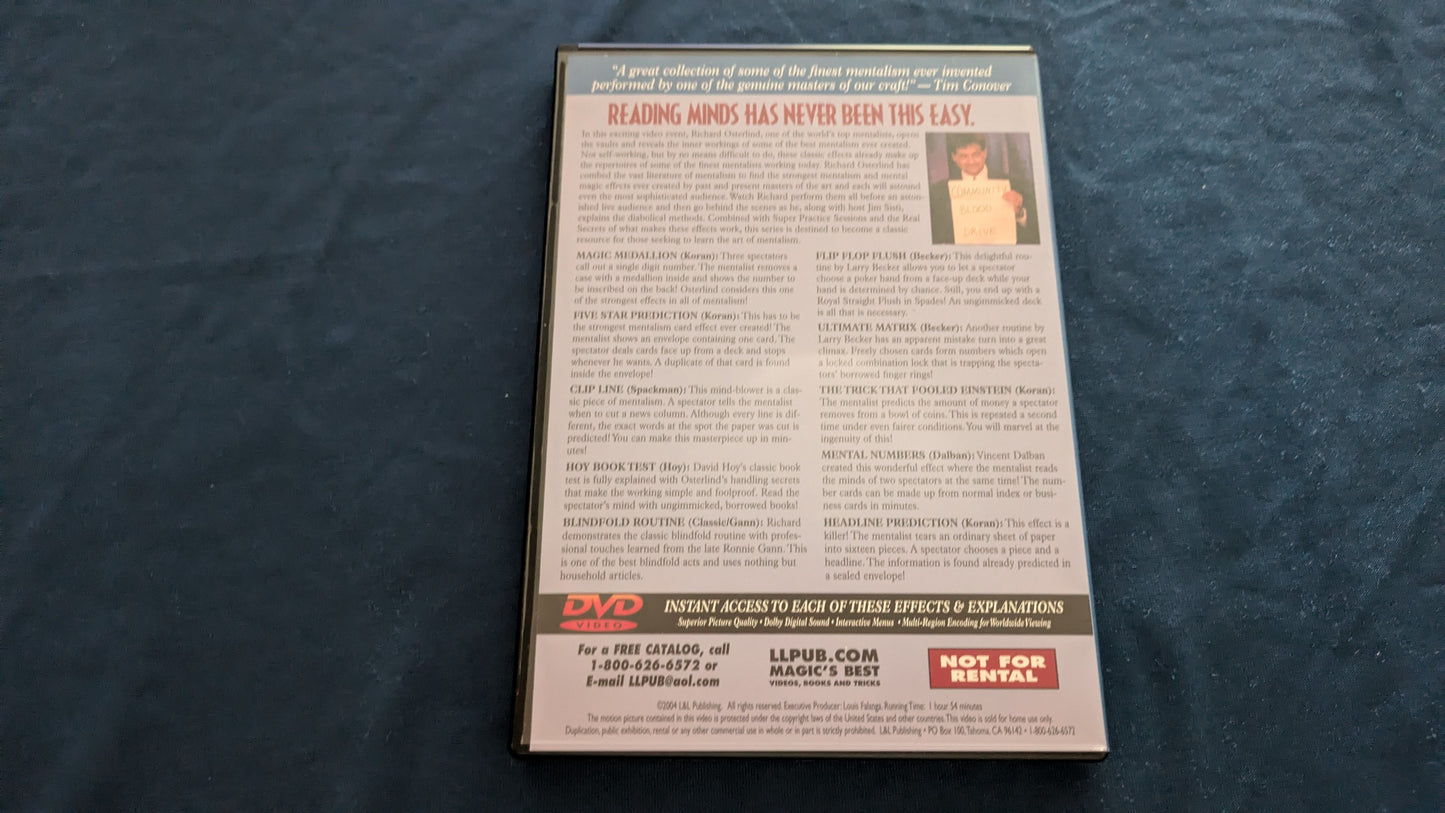 "A great collection of some of the finest mentalism ever invented
performed by one of the genuine masters of our craft!" — Tim Conover
READING MINDS HAS NEVER BEEN THIS EASY.
In this exciting video event, Richard Osterlind, one of the world's top mentalists, opens
the vaults and reveals the inner workings of some of the best mentalism ever created.
Not self-working, but by no means difficult to do, these classic effects already make up
the repertoires of some of the finest mentalists working today. Richard Osterlind has
combed the vast literature of mentalism to find the strongest mentalism and mental
magic effects ever created by past and present masters of the art and each will astound
even the most sophisticated audience. Watch Richard perform them all before an aston-
ished live audience and then go behind the scenes as he, along with host Jim Sisti,
explains the diabolical methods. Combined with Super Practice Sessions and the Real
Secrets of what makes these effects work, this series is destined to become a classic
resource for those seeking to learn the art of mentalism.
COMMUNITY
BLOOD
DRIVE
MAGIC MEDALLION (Koran): Three spectators
call out a single digit number. The mentalist removes a
case with a medallion inside and shows the number to
be inscribed on the back! Osterlind considers this one
of the strongest effects in all of mentalism!
FIVE STAR PREDICTION (Koran): This has to be
the strongest mentalism card effect ever created! The
mentalist shows an envelope containing one card. The
spectator deals cards face up from a deck and stops
whenever he wants. A duplicate of that card is found
inside the envelope!
CLIP LINE (Spackman): This mind-blower is a clas-
sic piece of mentalism. A spectator tells the mentalist
when to cut a news column. Although every line is dif-
ferent, the exact words at the spot the paper was cut is
predicted! You can make this masterpiece up in min-
utes!
HOY BOOK TEST (Hoy): David Hoy's classic book
test is fully explained with Osterlind's handling secrets
that make the working simple and foolproof. Read the
spectator's mind with ungimmicked, borrowed books!
BLINDFOLD ROUTINE (Classic/Gann): Richard
demonstrates the classic blindfold routine with profes-
sional touches learned from the late Ronnie Gann. This
is one of the best blindfold acts and uses nothing but
household articles.
FLIP FLOP FLUSH (Becker): This delightful rou-
tine by Larry Becker allows you to let a spectator
choose a poker hand from a face-up deck while your
hand is determined by chance. Still, you end up with a
Royal Straight Flush in Spades! An ungimmicked deck
is all that is necessary.
ULTIMATE MATRIX (Becker): Another routine by
Larry Becker has an apparent mistake turn into a great
climax. Freely chosen cards form numbers which open
a locked combination lock that is trapping the specta-
tors' borrowed finger rings!
THE TRICK THAT FOOLED EINSTEIN (Koran):
The mentalist predicts the amount of money a spectator
removes from a bowl of coins. This is repeated a second
time under even fairer conditions. You will marvel at the
ingenuity of this!
MENTAL NUMBERS (Dalban): Vincent Dalban
created this wonderful effect where the mentalist reads
the minds of two spectators at the same time! The num-
ber cards can be made up from normal index or busi-
ness cards in minutes.
HEADLINE PREDICTION (Koran): This effect is a
killer! The mentalist tears an ordinary sheet of paper
into sixteen pieces. A spectator chooses a piece and a
headline. The information is found already predicted in
a sealed envelope!
DVD
VIDEO
INSTANT ACCESS TO EACH OF THESE EFFECTS & EXPLANATIONS
Superior Picture Quality • Dolby Digital Sound • Interactive Menus • Multi-Region Encoding for Worldwide Viewing
For a FREE CATALOG, call
1-800-626-6572 or
E-mail LLPUB@aol.com
LLPUB.COM
MAGIC'S BEST
VIDEOS, BOOKS AND TRICKS
NOT FOR
RENTAL
©2004 L&L Publishing. All rights reserved. Executive Producer: Louis Falanga. Running Time: 1 hour 54 minutes
The motion picture contained in this video is protected under the copyright laws of the United States and other countries. This video is sold for home use only.
Duplication, public exhibition, rental or any other commercial use in whole or in part is strictly prohibited. L&L Publishing • PO Box 100, Tahoma, CA 96142 • 1-800-626-6572